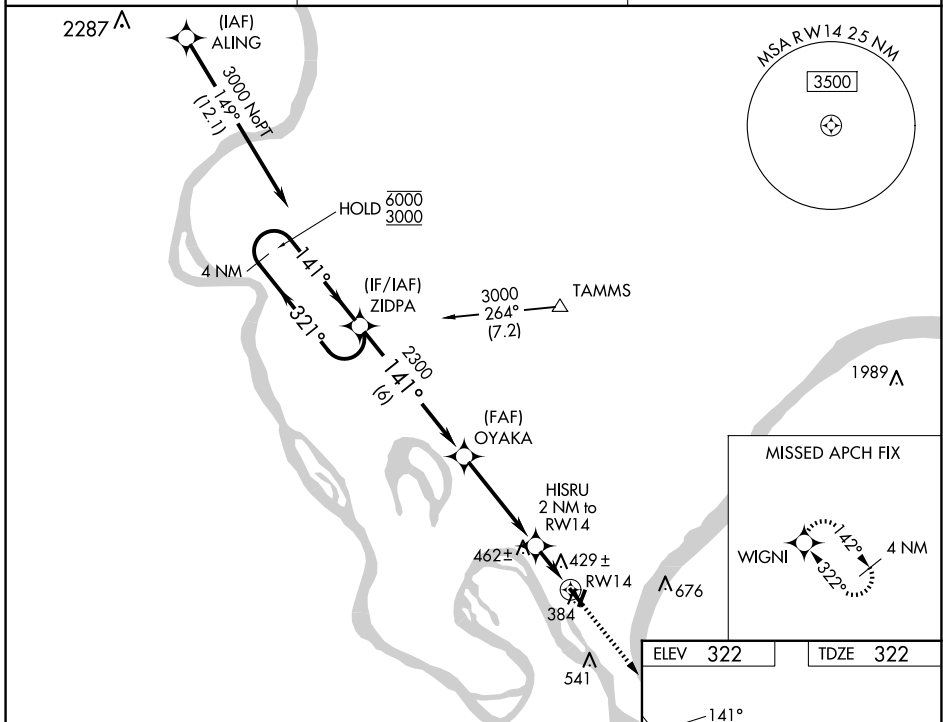 2287
(IAF)
ALING
3000 NoPT
149°
(12.1)
MSA RW14 25 NM
3500
HOLD 6000
3000
4 NM
141°
321°
(IF/IAF)
ZIDPA
3000
264°
(7.2)
TAMMS
2300
141°
(6)
1989
(FAF)
OYAKA
MISSED APCH FIX
WIGNI
142°
322°
4 NM
HISRU
2 NM to
RW14
462±
429±
RW14
384
676
541
ELEV 322
TDZE 322
141°